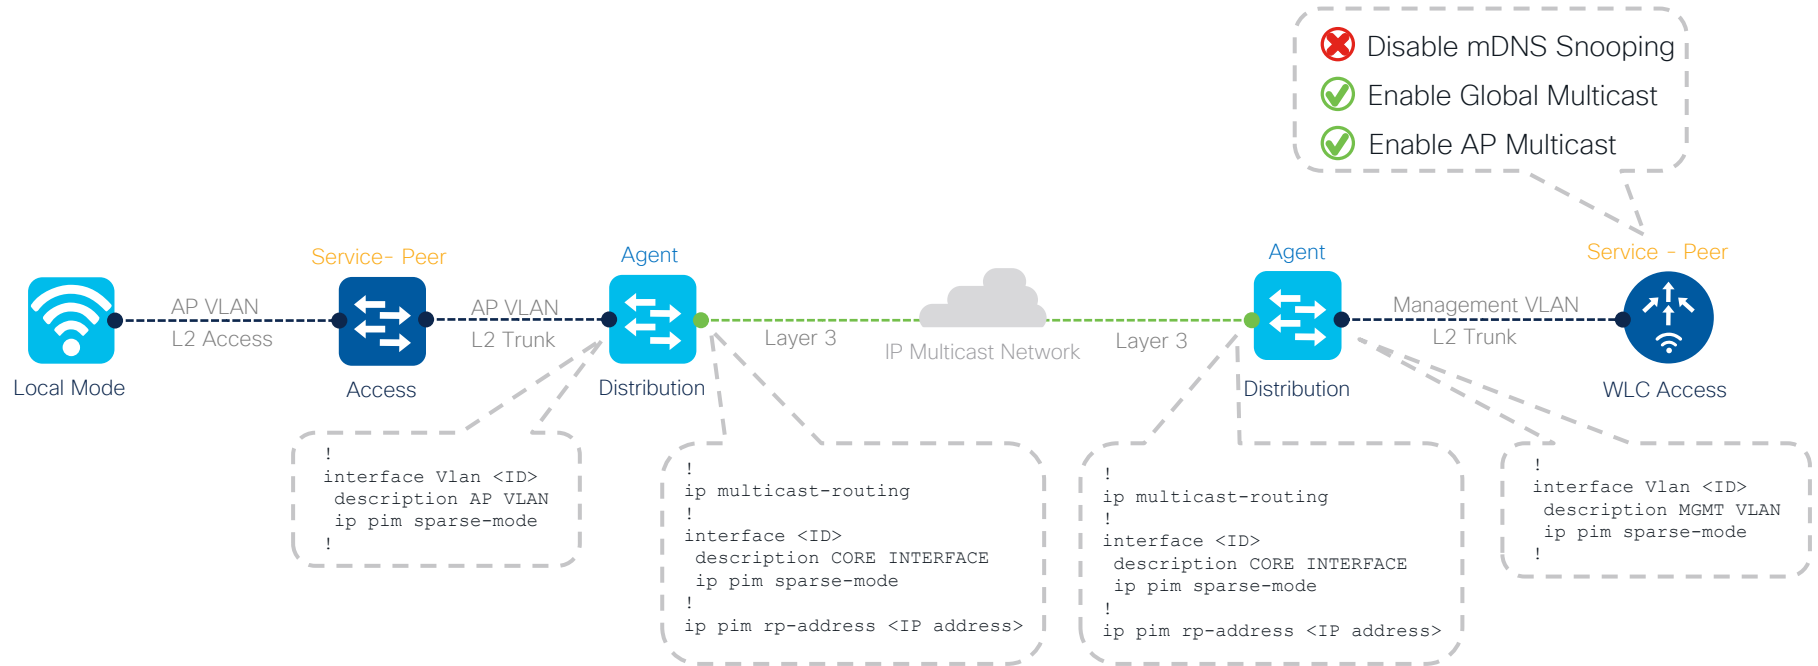 Disable mDNS Snooping
Enable Global Multicast
Enable AP Multicast
Service- Peer
Agent
Agent
Service - Peer
AP VLAN
L2 Access
AP VLAN
L2 Trunk
Layer 3
IP Multicast Network
Layer 3
Management VLAN
L2 Trunk
Local Mode
Access
Distribution
Distribution
WLC Access
!
interface Vlan <ID>
description AP VLAN
ip pim sparse-mode
!
!
ip multicast-routing
!
interface <ID>
description CORE INTERFACE
ip pim sparse-mode
!
ip pim rp-address <IP address>
!
ip multicast-routing
!
interface <ID>
description CORE INTERFACE
ip pim sparse-mode
!
ip pim rp-address <IP address>
!
interface Vlan <ID>
description MGMT VLAN
ip pim sparse-mode
!